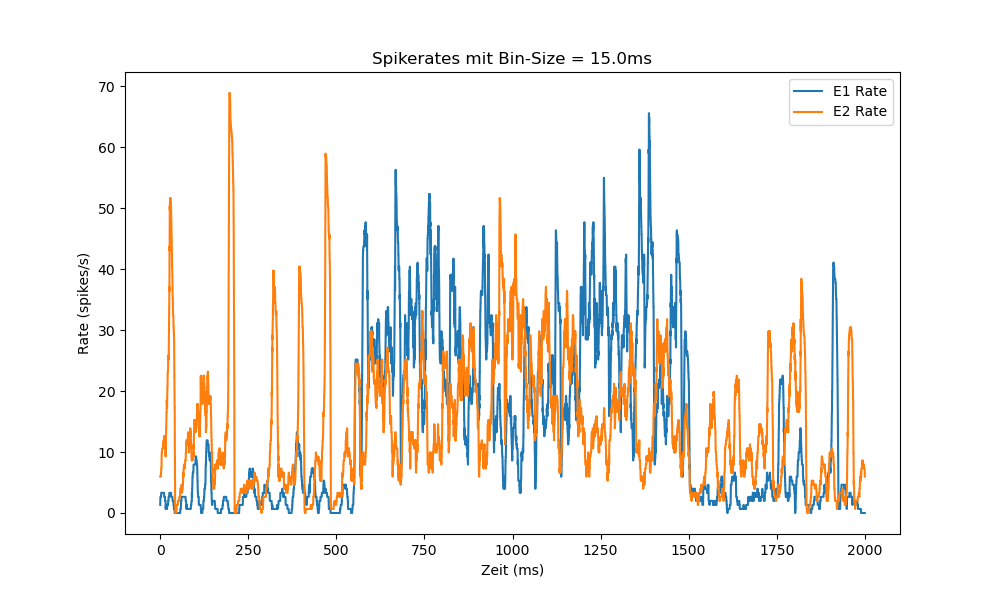 Spikerates mit Bin-Size = 15.0ms
E1 Rate
E2 Rate
70
60
50
40
30
20
10
0
Rate (spikes/s)
0 250 500 750 1000 1250 1500 1750 2000
Zeit (ms)